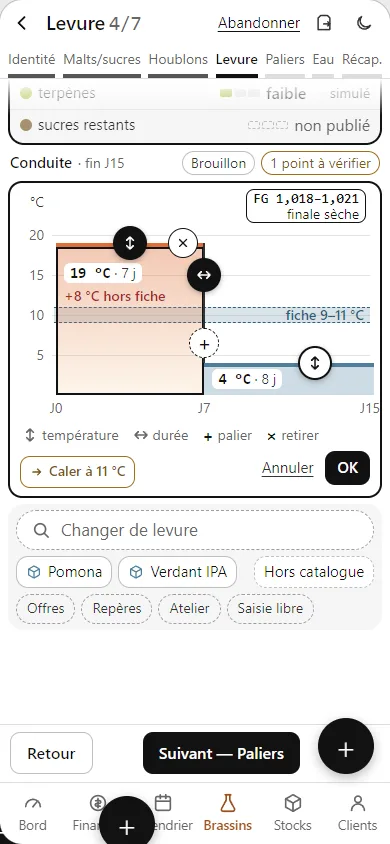 Levure 4/7 Abandonner
Identité Malts/sucres Houblons Levure Paliers Eau Récap.
terpènes faible simulé
sucres restants non publié
Conduite · fin J15 Brouillon 1 point à vérifier
°C FG 1,018–1,021
finale sèche
20
15 19 °C · 7 j
+8 °C hors fiche
10 fiche 9–11 °C
5 4 °C · 8 j
J0 J7 J15
température durée + palier × retirer
→ Caler à 11 °C Annuler OK
Changer de levure
Pomona Verdant IPA Hors catalogue
Offres Repères Atelier Saisie libre
Retour Suivant — Paliers +
Bord Finan + endrier Brassins Stocks Clients